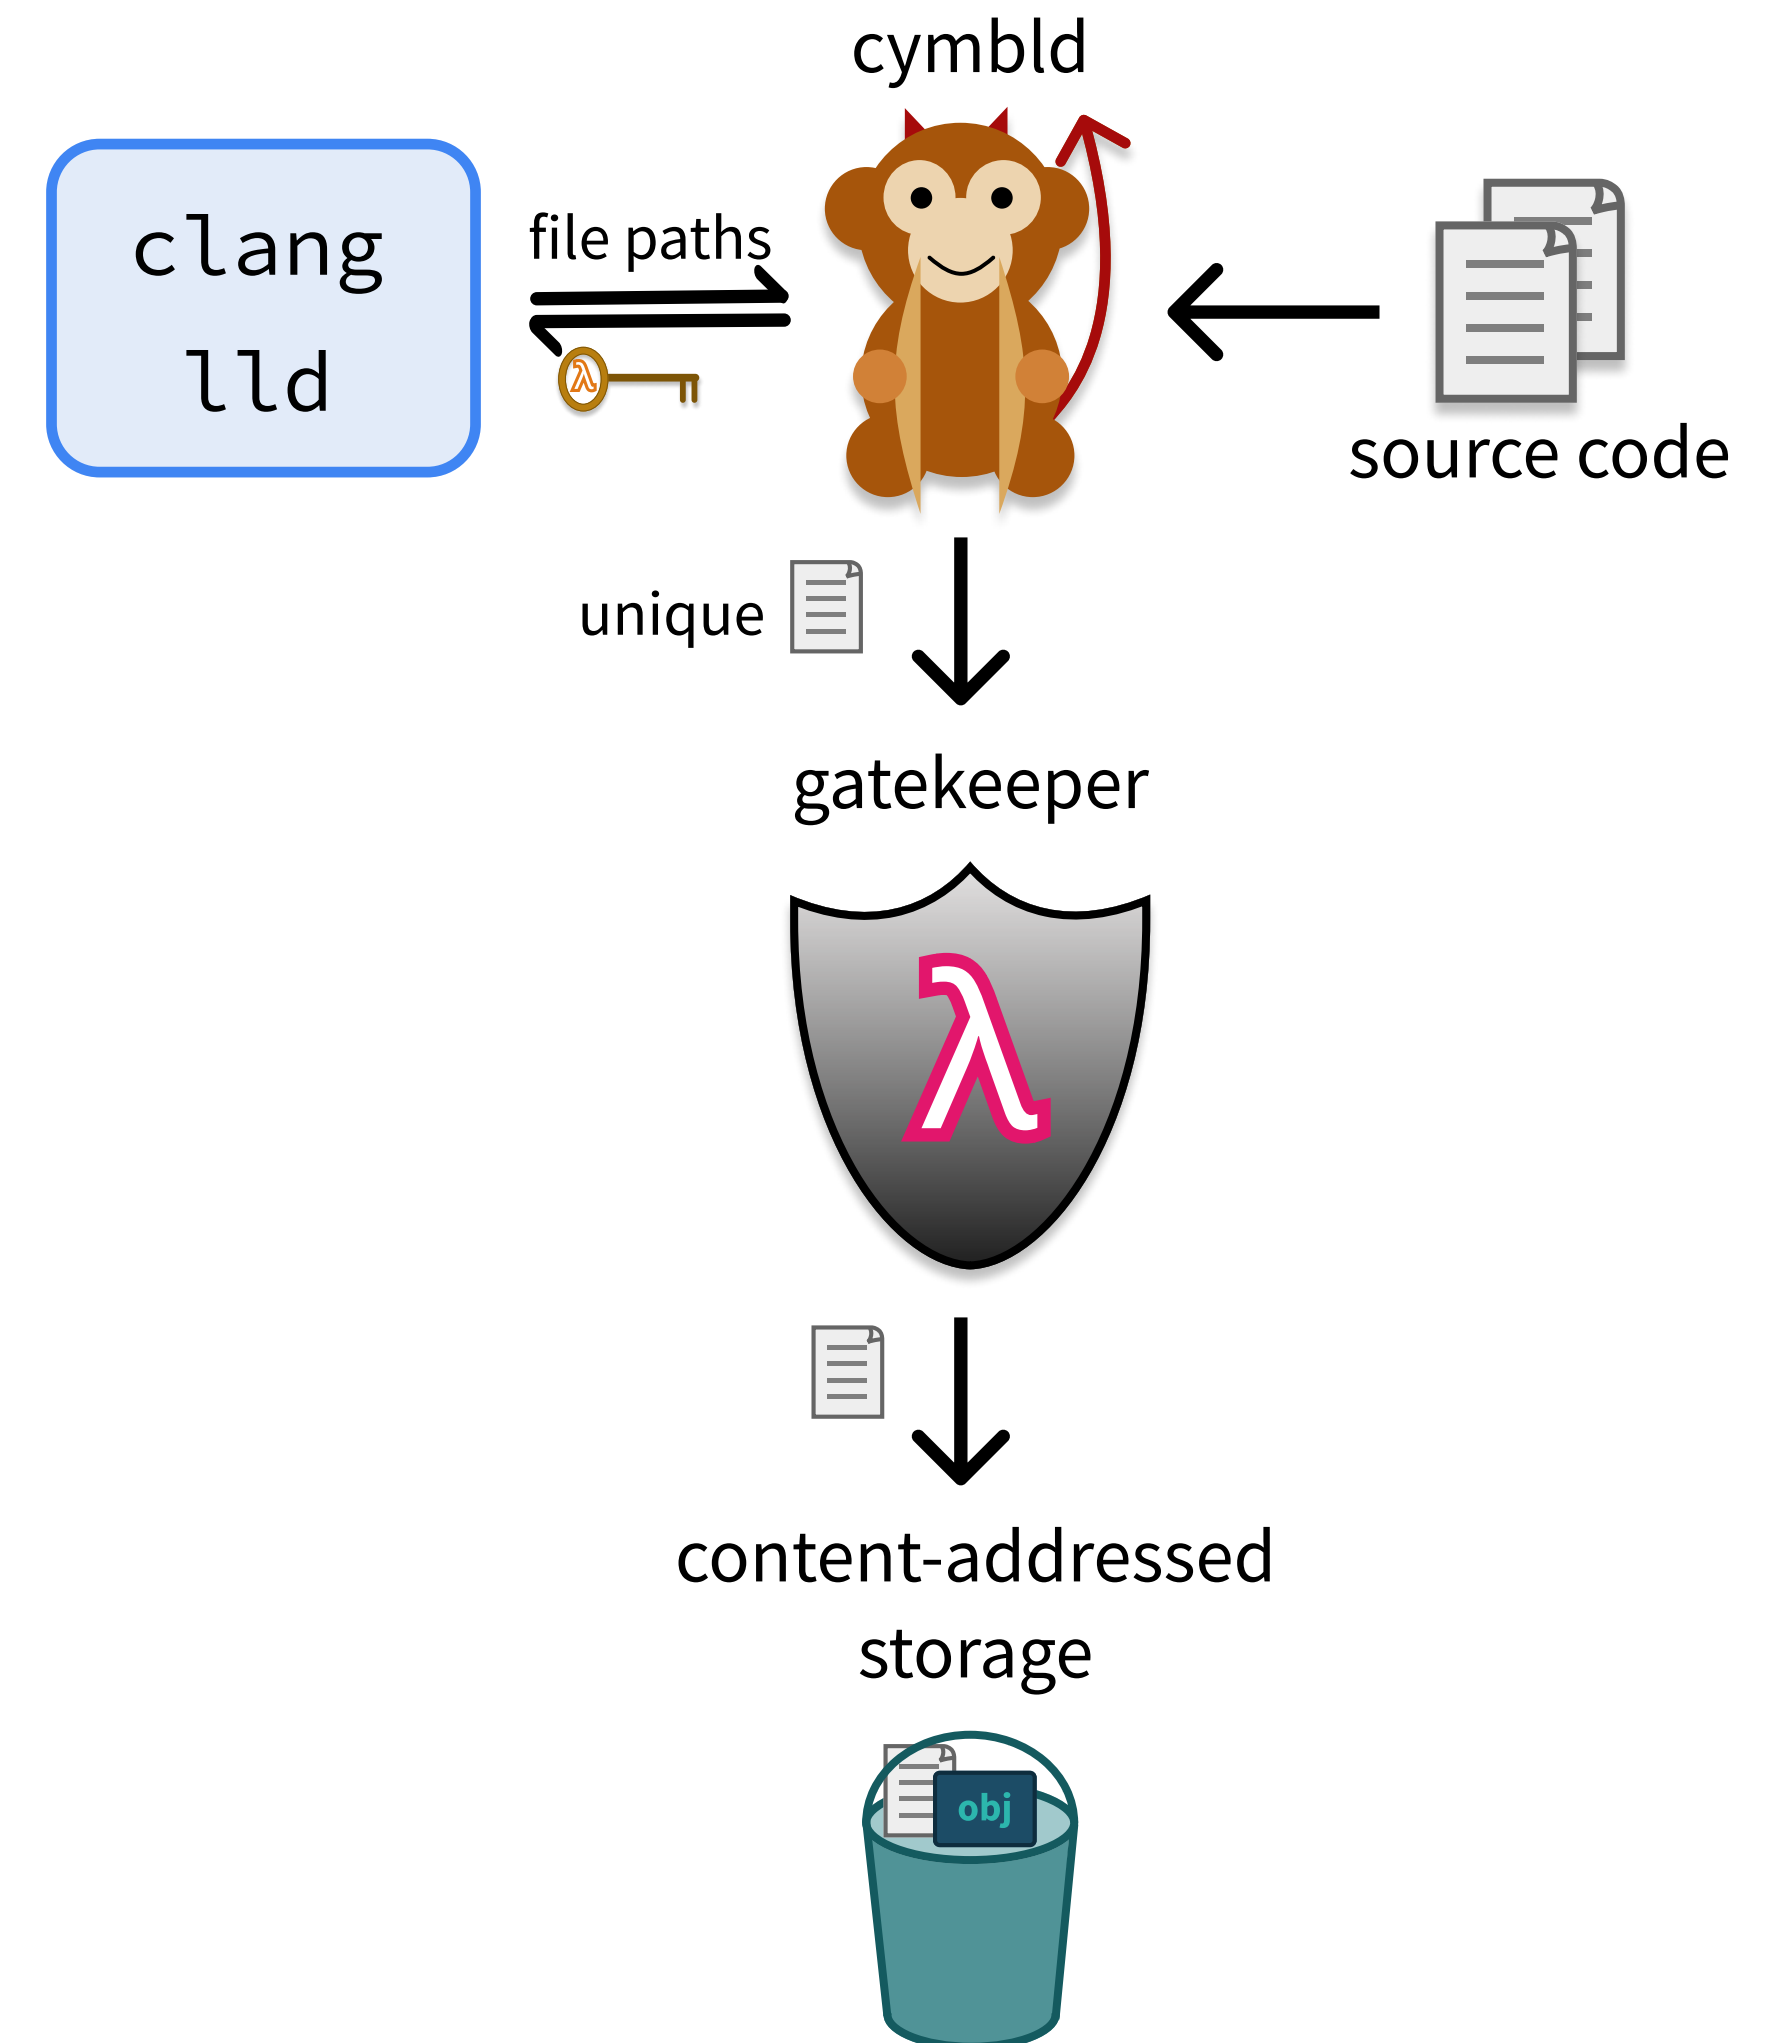 cymbld
clang
lld
file paths
λ
source code
unique
gatekeeper
λ
content-addressed
storage
obj